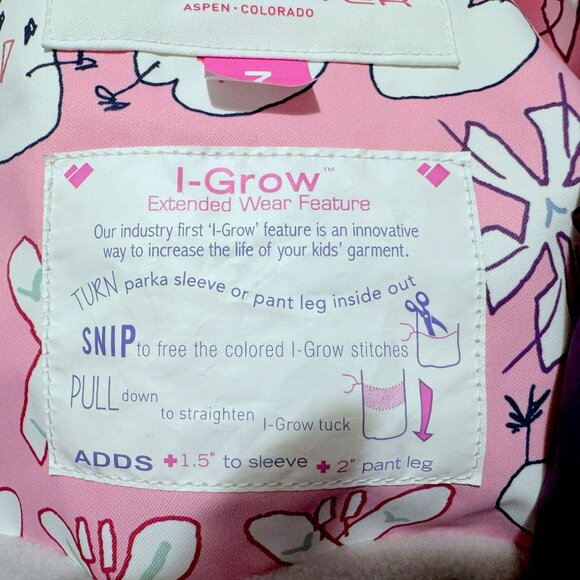 ASPEN · COLORADO
I-Grow™
Extended Wear Feature
Our industry first 'I-Grow' feature is an innovative
way to increase the life of your kids' garment.
TURN parka sleeve or pant leg inside out
SNIP to free the colored I-Grow stitches
PULL down
to straighten I-Grow tuck
ADDS +1.5" to sleeve + 2" pant leg